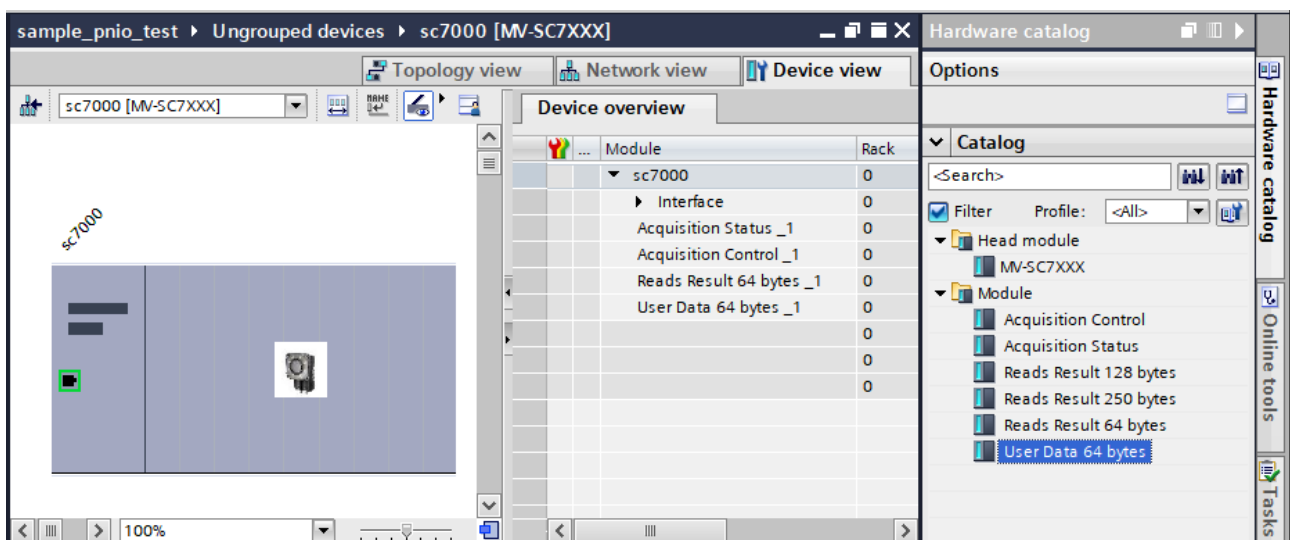 sample_pnio_test ▸ Ungrouped devices ▸ sc7000 [MV-SC7XXX]
Topology view
Network view
Device view
sc7000 [MV-SC7XXX]
NAME
sc7000
100%
Device overview
... Module Rack
sc7000 0
Interface 0
Acquisition Status _1 0
Acquisition Control _1 0
Reads Result 64 bytes _1 0
User Data 64 bytes _1 0
0
0
0
Hardware catalog
Options
Catalog
<Search>
Filter Profile: <All>
Head module
MV-SC7XXX
Module
Acquisition Control
Acquisition Status
Reads Result 128 bytes
Reads Result 250 bytes
Reads Result 64 bytes
User Data 64 bytes
Hardware catalog
Online tools
Tasks